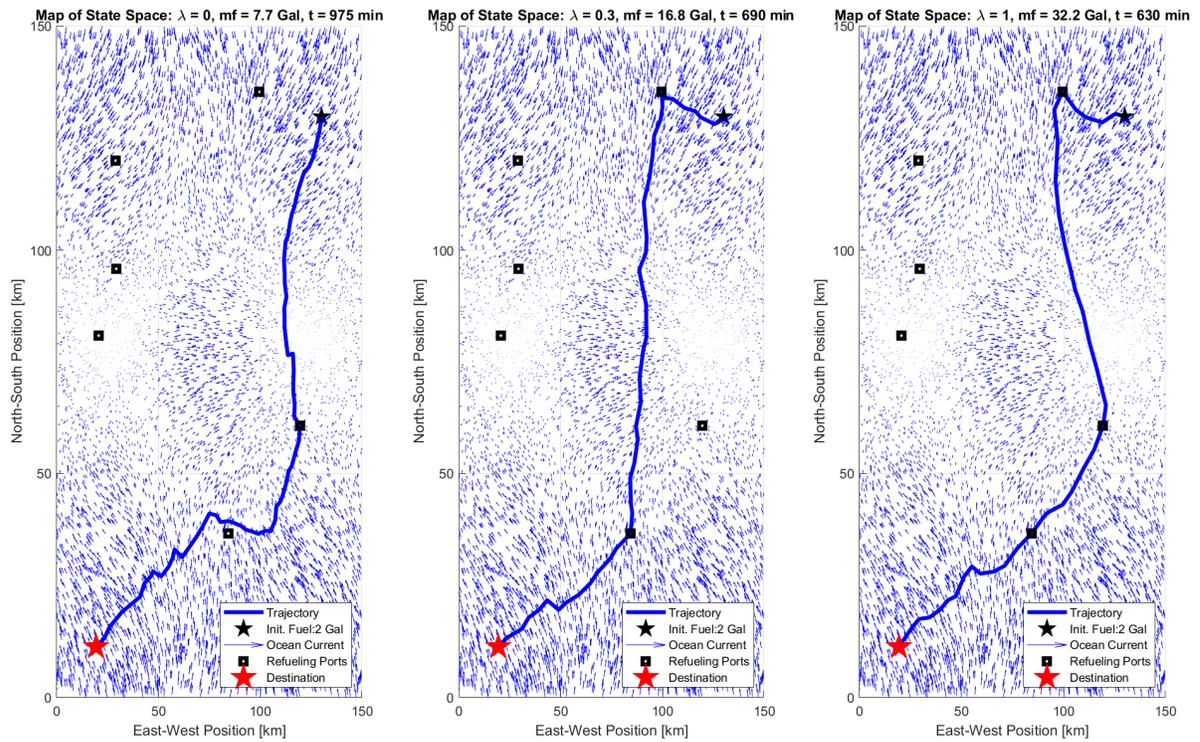 Map of State Space: λ = 0, mf = 7.7 Gal, t = 975 min
150
100
50
0
North-South Position [km]
Trajectory
Init. Fuel:2 Gal
Ocean Current
Refueling Ports
Destination
0 50 100 150
East-West Position [km]
Map of State Space: λ = 0.3, mf = 16.8 Gal, t = 690 min
150
100
50
0
North-South Position [km]
Trajectory
Init. Fuel:2 Gal
Ocean Current
Refueling Ports
Destination
0 50 100 150
East-West Position [km]
Map of State Space: λ = 1, mf = 32.2 Gal, t = 630 min
150
100
50
0
North-South Position [km]
Trajectory
Init. Fuel:2 Gal
Ocean Current
Refueling Ports
Destination
0 50 100 150
East-West Position [km]